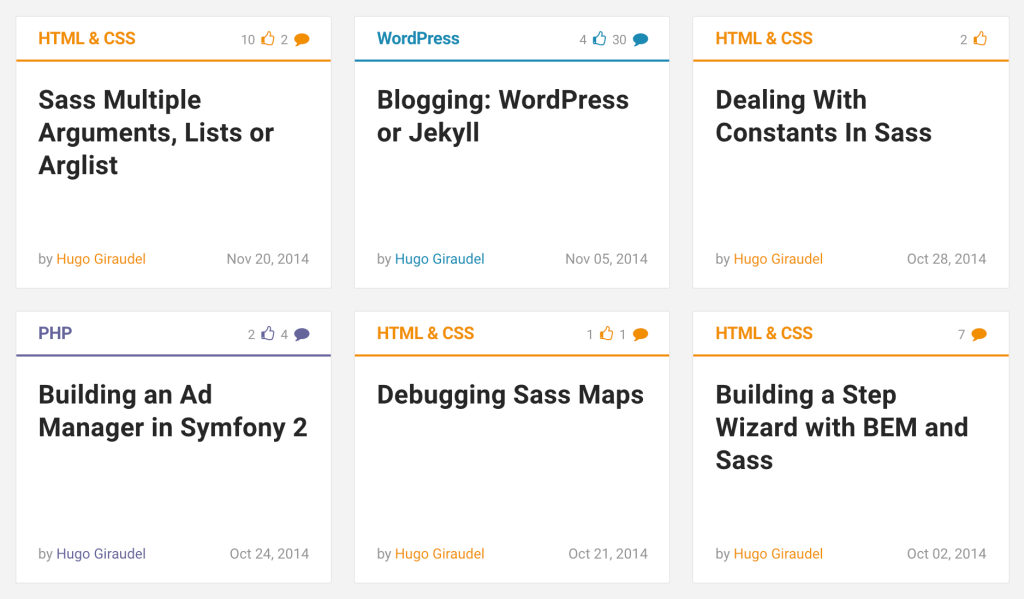 HTML & CSS
10 2
Sass Multiple
Arguments, Lists or
Arglist
by Hugo Giraudel
Nov 20, 2014
WordPress
4 30
Blogging: WordPress
or Jekyll
by Hugo Giraudel
Nov 05, 2014
HTML & CSS
2
Dealing With
Constants In Sass
by Hugo Giraudel
Oct 28, 2014
PHP
2 4
Building an Ad
Manager in Symfony 2
by Hugo Giraudel
Oct 24, 2014
HTML & CSS
1 1
Debugging Sass Maps
by Hugo Giraudel
Oct 21, 2014
HTML & CSS
7
Building a Step
Wizard with BEM and
Sass
by Hugo Giraudel
Oct 02, 2014